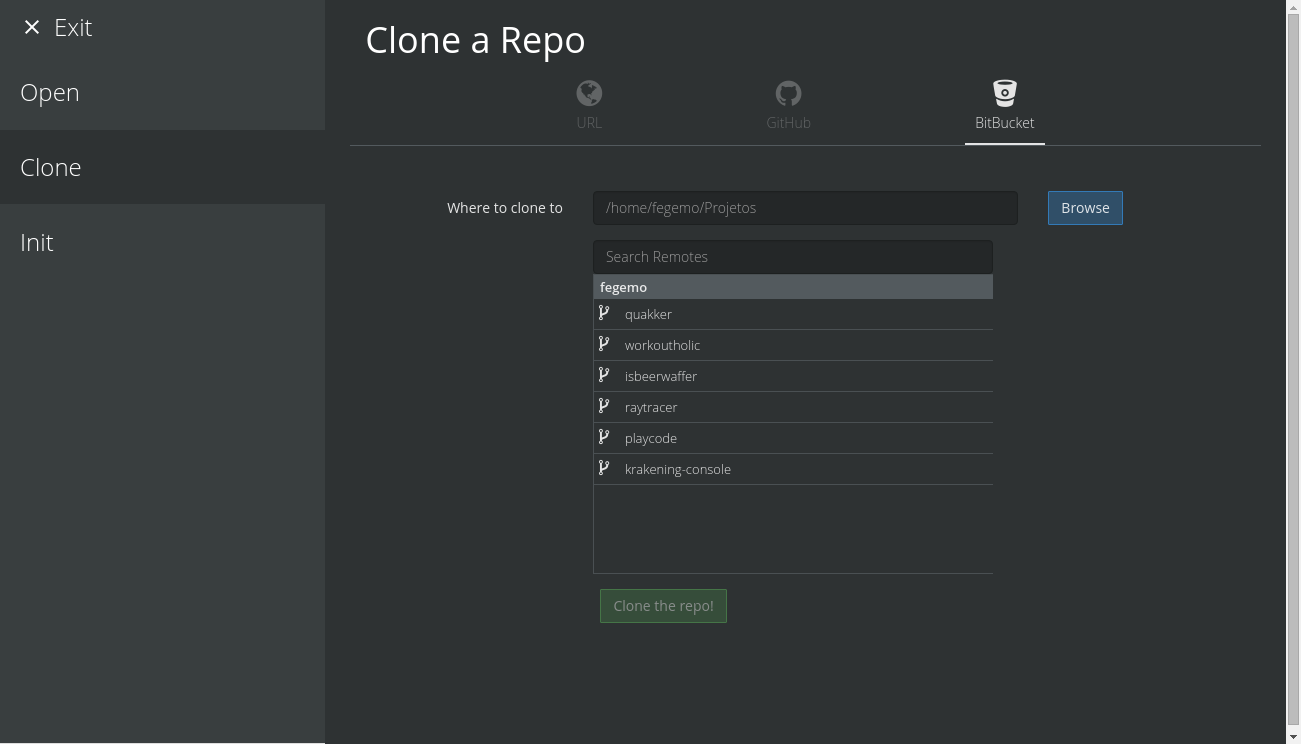 Exit
Open
Clone
Init
Clone a Repo
URL
GitHub
BitBucket
Where to clone to
/home/fegemo/Projetos
Browse
Search Remotes
fegemo
quakker
workoutholic
isbeerwaffer
raytracer
playcode
krakening-console
Clone the repo!